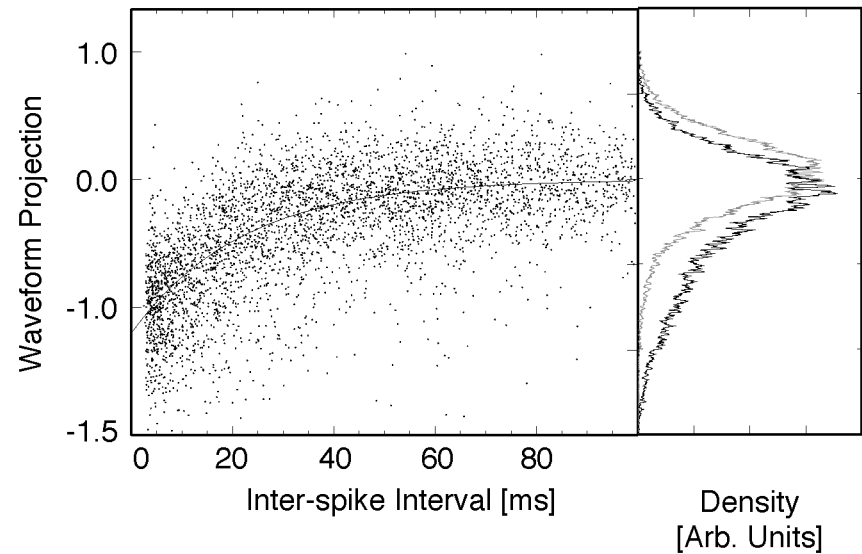 1.0
0.0
-1.0
-1.5
Waveform Projection
0 20 40 60 80
Inter-spike Interval [ms]
Density
[Arb. Units]